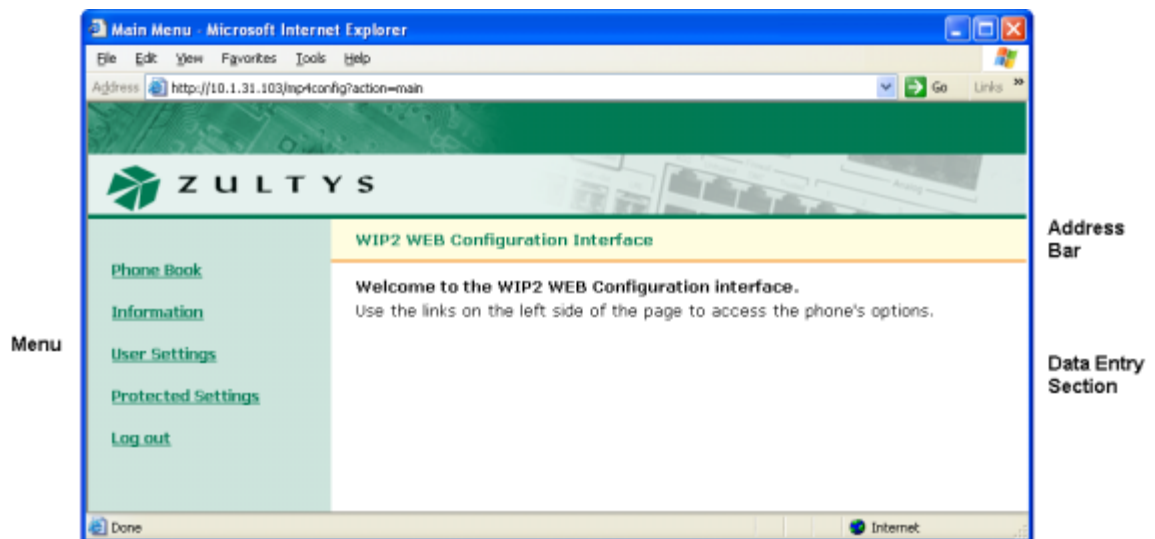 Main Menu - Microsoft Internet Explorer
File Edit View Favorites Tools Help
Address http://10.1.31.103/mp4config?action=main Go Links »
ZULTYS
WIP2 WEB Configuration Interface
Address
Bar
Phone Book
Welcome to the WIP2 WEB Configuration interface.
Information
Use the links on the left side of the page to access the phone's options.
Menu
User Settings
Data Entry
Section
Protected Settings
Log out
Done Internet